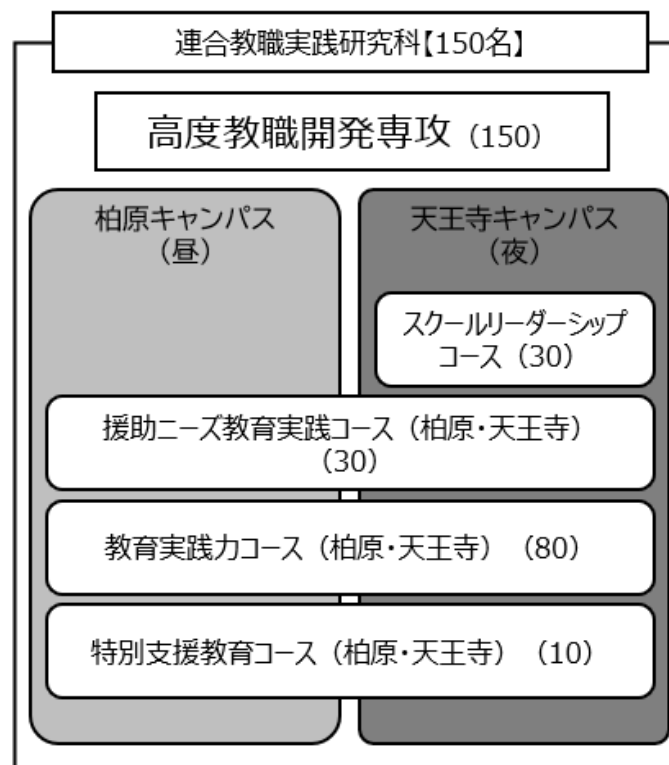 連合教職実践研究科【150名】
高度教職開発専攻（150）
柏原キャンパス
（昼）
天王寺キャンパス
（夜）
スクールリーダーシップ
コース（30）
援助ニーズ教育実践コース（柏原・天王寺）
（30）
教育実践力コース（柏原・天王寺）（80）
特別支援教育コース（柏原・天王寺）（10）